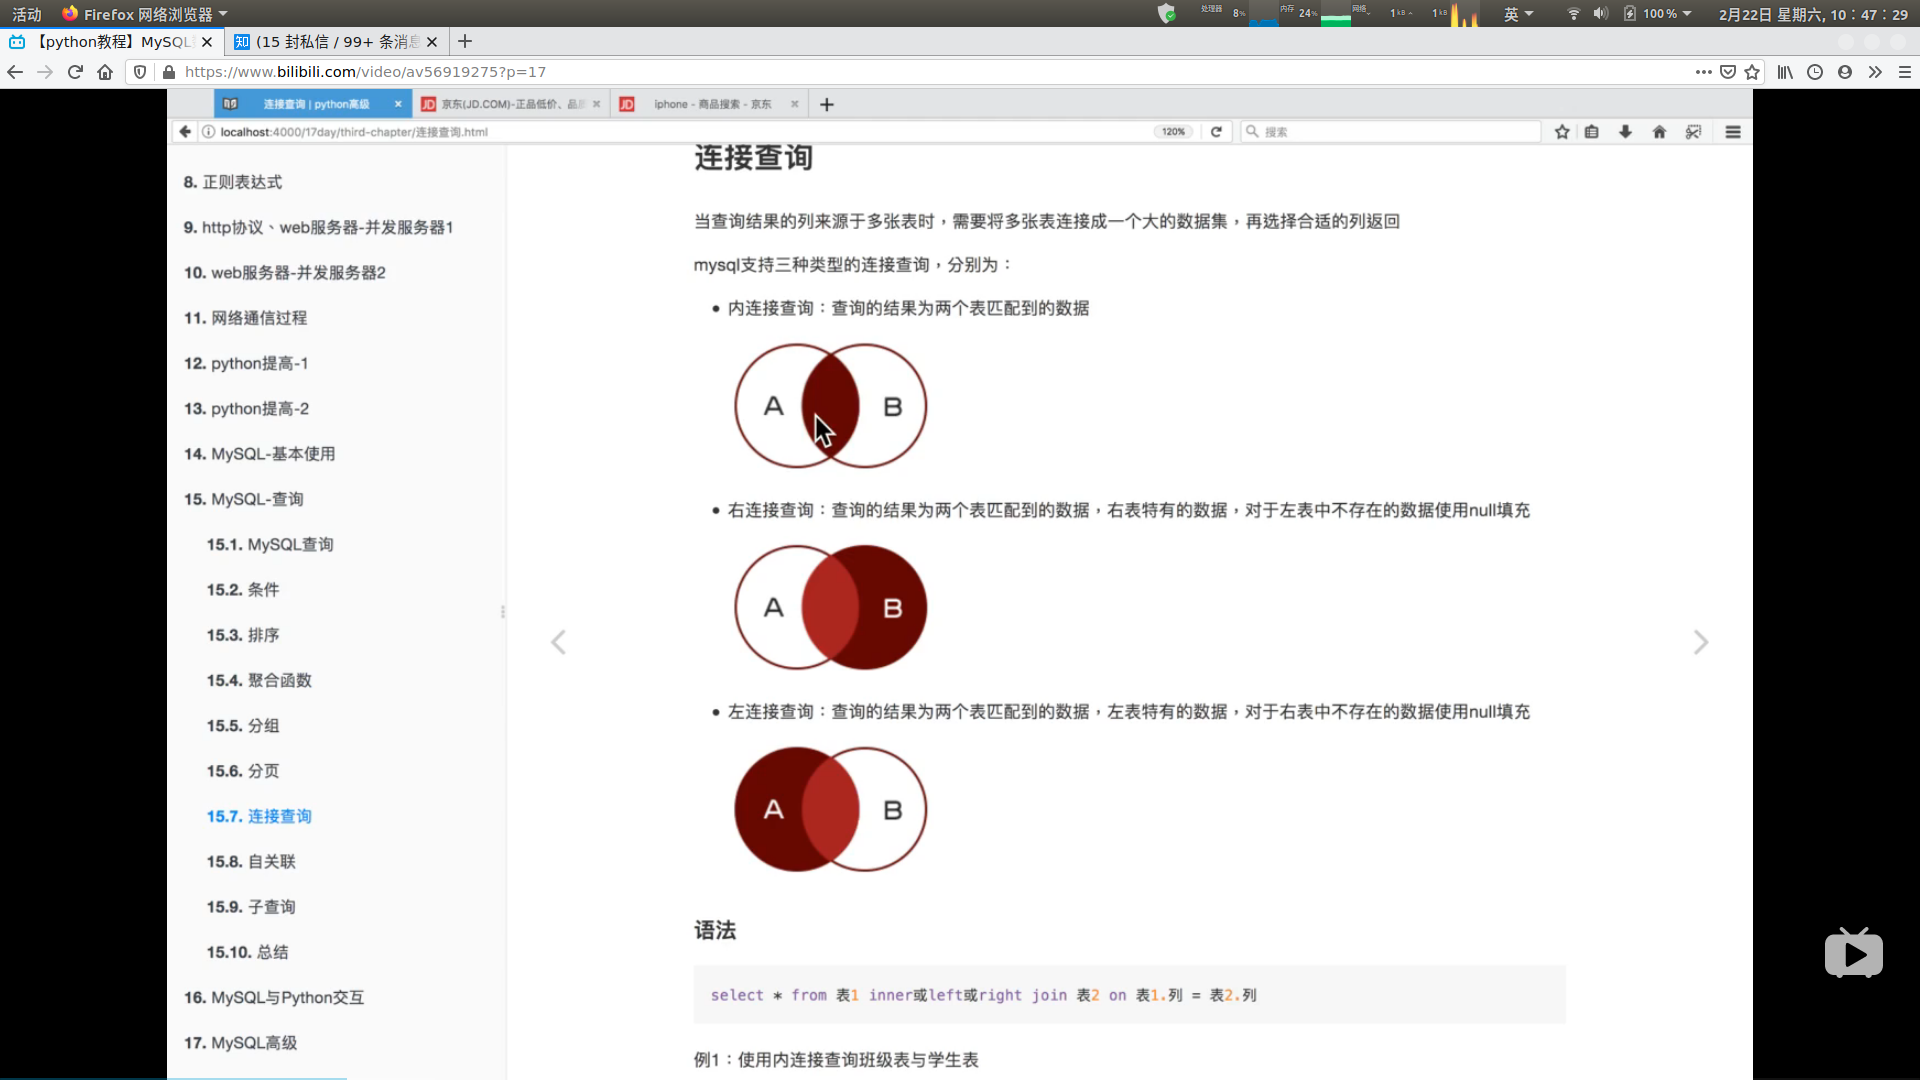 活动 Firefox 网络浏览器 处理器 8% 内存 24% 网络 1kB 1kB 英 100% 2月22日 星期六, 10:47:29
【python教程】MySQL (15 封私信 / 99+ 条消息
https://www.bilibili.com/video/av56919275?p=17
连接查询 | python高级 京东(JD.COM)-正品低价、品 iphone - 商品搜索 - 京东
localhost:4000/17day/third-chapter/连接查询.html 120% 搜索
8. 正则表达式
9. http协议、web服务器-并发服务器1
10. web服务器-并发服务器2
11. 网络通信过程
12. python提高-1
13. python提高-2
14. MySQL-基本使用
15. MySQL-查询
15.1. MySQL查询
15.2. 条件
15.3. 排序
15.4. 聚合函数
15.5. 分组
15.6. 分页
15.7. 连接查询
15.8. 自关联
15.9. 子查询
15.10. 总结
16. MySQL与Python交互
17. MySQL高级
连接查询
当查询结果的列来源于多张表时，需要将多张表连接成一个大的数据集，再选择合适的列返回
mysql支持三种类型的连接查询，分别为：
• 内连接查询：查询的结果为两个表匹配到的数据
A B
• 右连接查询：查询的结果为两个表匹配到的数据，右表特有的数据，对于左表中不存在的数据使用null填充
A B
• 左连接查询：查询的结果为两个表匹配到的数据，左表特有的数据，对于右表中不存在的数据使用null填充
A B
语法
select * from 表1 inner或left或right join 表2 on 表1.列 = 表2.列
例1：使用内连接查询班级表与学生表